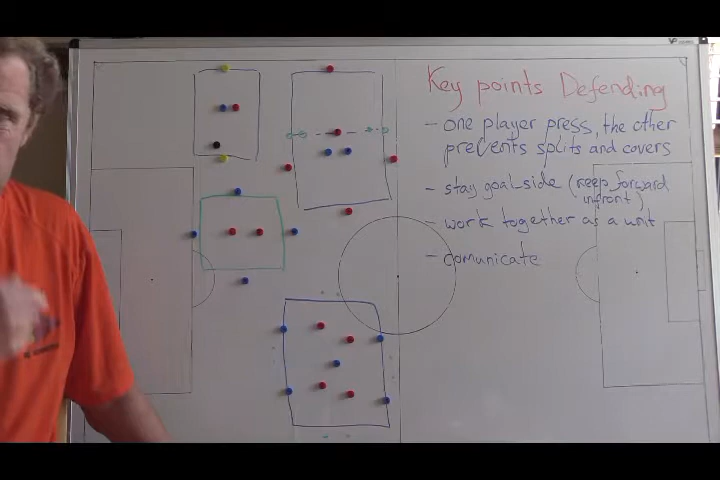 Key points Defending
- one player press, the other
prevents splits and covers
- stay goal side (keep forward
infront)
- work together as a unit
- comunicate